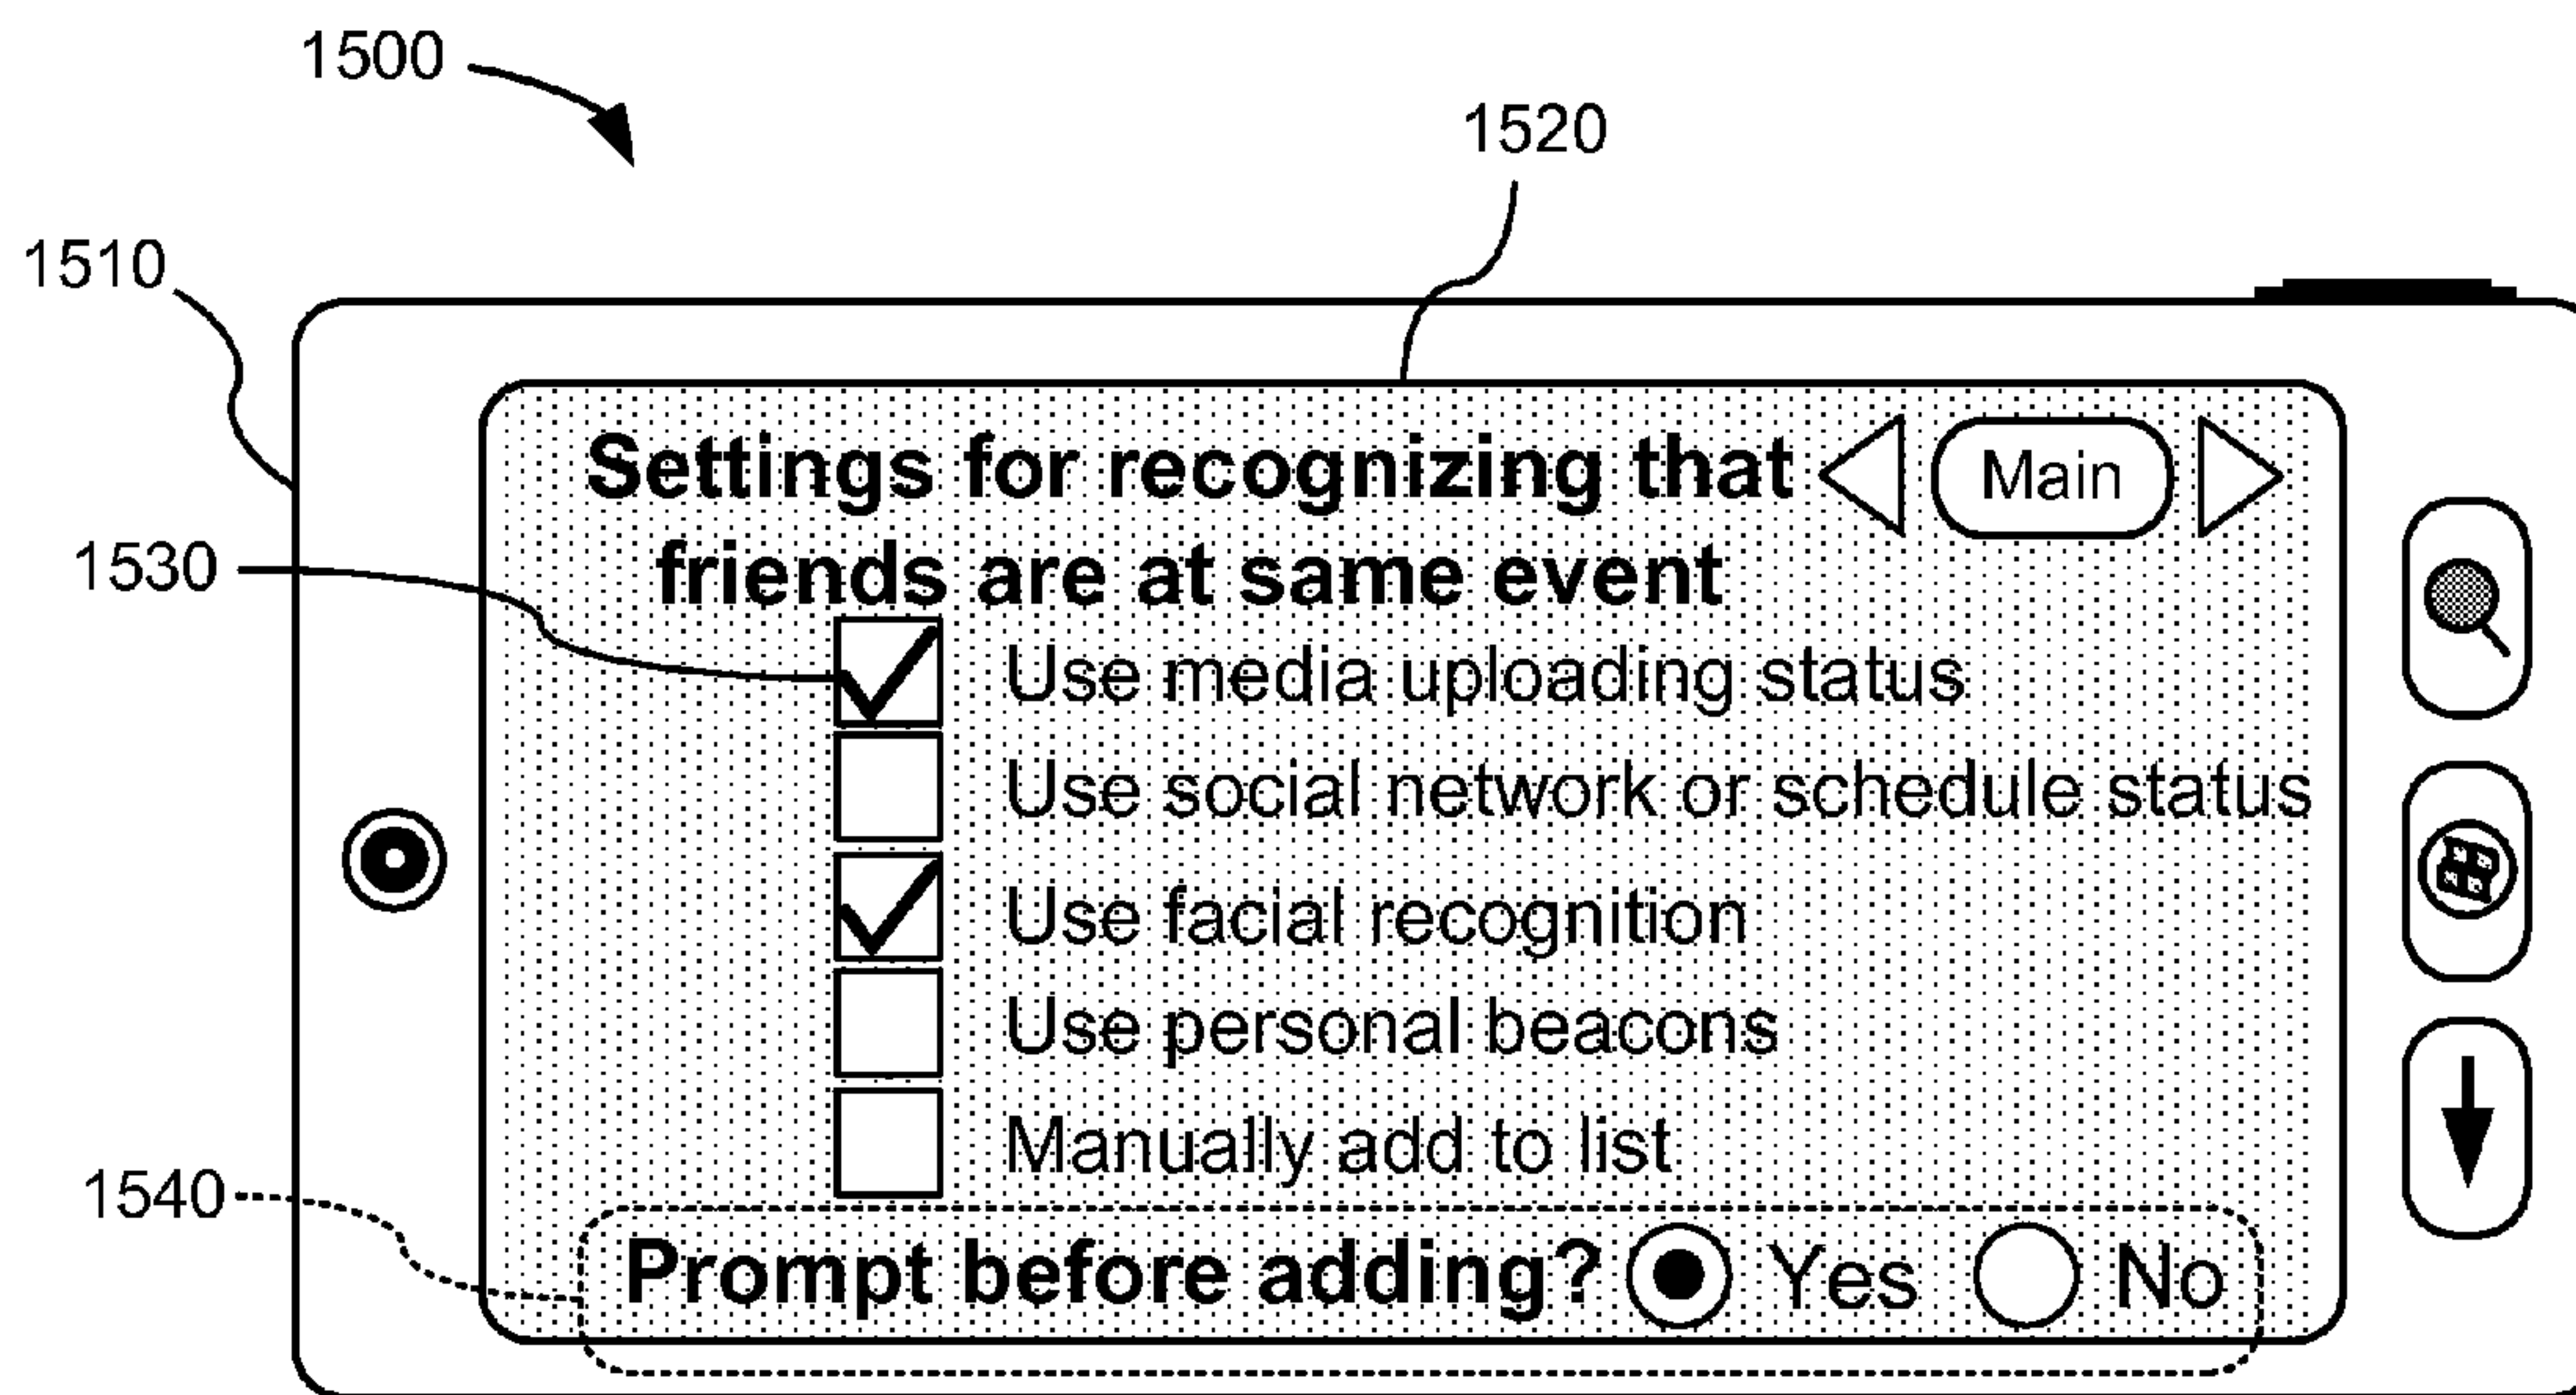 1500
1520
1510
Settings for recognizing that
Main
friends are at same event
1530
Use media uploading status
Use social network or schedule status
Use facial recognition
Use personal beacons
Manually add to list
1540
Prompt before adding? Yes No